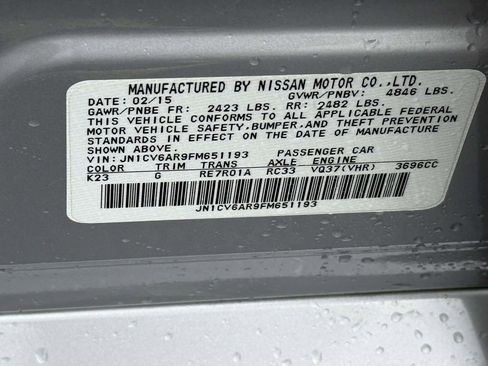 MANUFACTURED BY NISSAN MOTOR CO.,LTD.
DATE: 02/15 GVWR/PNBV: 4846 LBS.
GAWR/PNBE FR: 2423 LBS. RR: 2482 LBS.
THIS VEHICLE CONFORMS TO ALL APPLICABLE FEDERAL
MOTOR VEHICLE SAFETY,BUMPER,AND THEFT PREVENTION
STANDARDS IN EFFECT ON THE DATE OF MANUFACTURE
SHOWN ABOVE.
VIN: JN1CV6AR9FM651193 PASSENGER CAR
COLOR TRIM TRANS AXLE ENGINE
K23 G RE7R01A RC33 VQ37(VHR) 3696CC
JN1CV6AR9FM651193